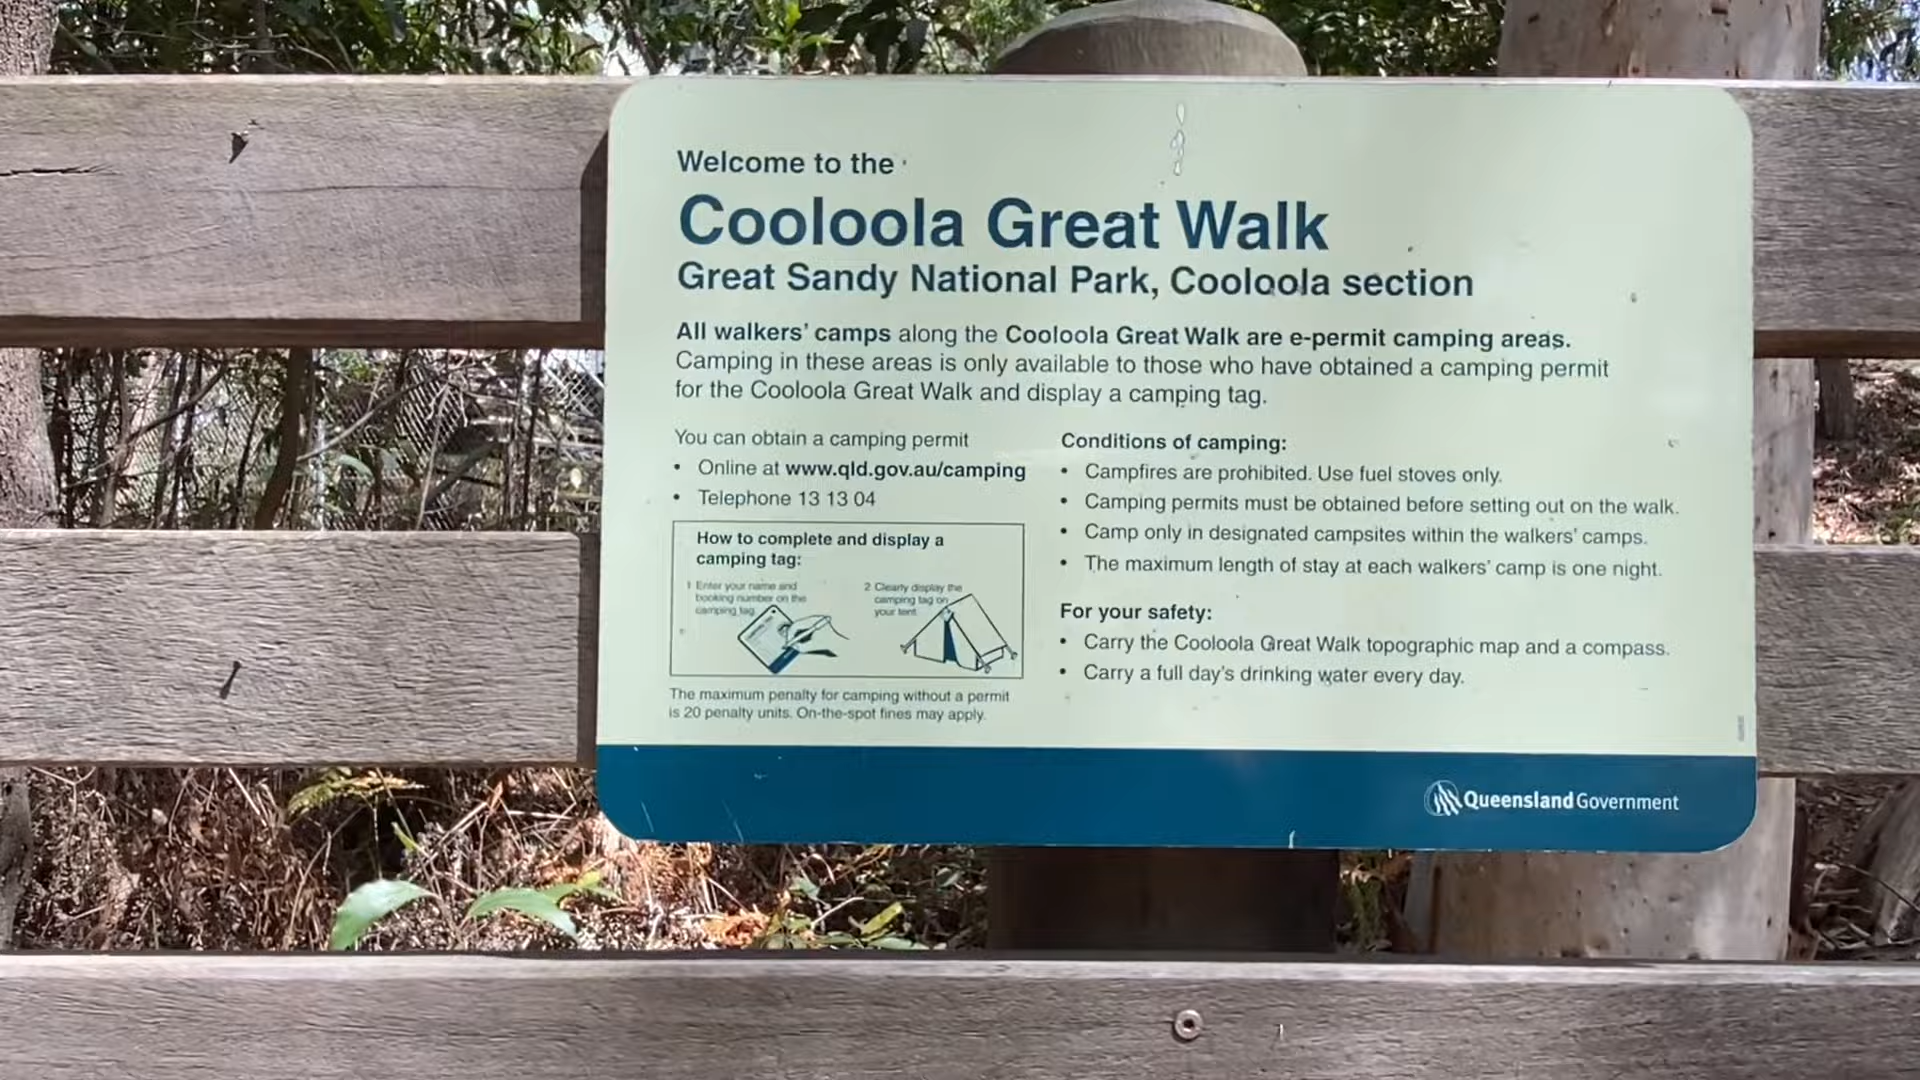 Welcome to the
Cooloola Great Walk
Great Sandy National Park, Cooloola section
All walkers' camps along the Cooloola Great Walk are e-permit camping areas.
Camping in these areas is only available to those who have obtained a camping permit
for the Cooloola Great Walk and display a camping tag.
You can obtain a camping permit
• Online at www.qld.gov.au/camping
• Telephone 13 13 04
How to complete and display a
camping tag:
1 Enter your name and
booking number on the
camping tag
2 Clearly display the
camping tag on
your tent
The maximum penalty for camping without a permit
is 20 penalty units. On-the-spot fines may apply.
Conditions of camping:
• Campfires are prohibited. Use fuel stoves only.
• Camping permits must be obtained before setting out on the walk.
• Camp only in designated campsites within the walkers' camps.
• The maximum length of stay at each walkers' camp is one night.
For your safety:
• Carry the Cooloola Great Walk topographic map and a compass.
• Carry a full day's drinking water every day.
Queensland Government